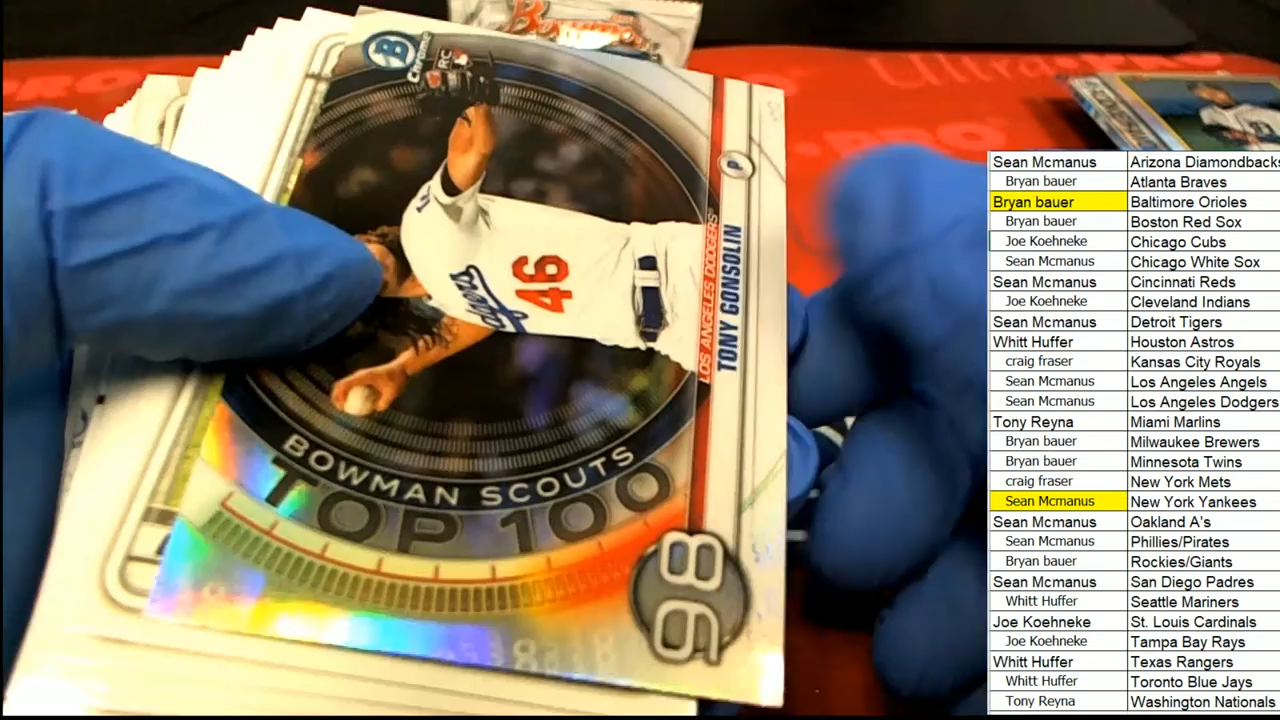 Bowman
B
Chrome
RC
P
LOS ANGELES DODGERS
TONY GONSOLIN
46
BOWMAN SCOUTS
TOP 100
98
PRO
Ultra PRO
Sean Mcmanus Arizona Diamondbacks
Bryan bauer Atlanta Braves
Bryan bauer Baltimore Orioles
Bryan bauer Boston Red Sox
Joe Koehneke Chicago Cubs
Sean Mcmanus Chicago White Sox
Sean Mcmanus Cincinnati Reds
Joe Koehneke Cleveland Indians
Sean Mcmanus Detroit Tigers
Whitt Huffer Houston Astros
craig fraser Kansas City Royals
Sean Mcmanus Los Angeles Angels
Sean Mcmanus Los Angeles Dodgers
Tony Reyna Miami Marlins
Bryan bauer Milwaukee Brewers
Bryan bauer Minnesota Twins
craig fraser New York Mets
Sean Mcmanus New York Yankees
Sean Mcmanus Oakland A's
Sean Mcmanus Phillies/Pirates
Bryan bauer Rockies/Giants
Sean Mcmanus San Diego Padres
Whitt Huffer Seattle Mariners
Joe Koehneke St. Louis Cardinals
Joe Koehneke Tampa Bay Rays
Whitt Huffer Texas Rangers
Whitt Huffer Toronto Blue Jays
Tony Reyna Washington Nationals